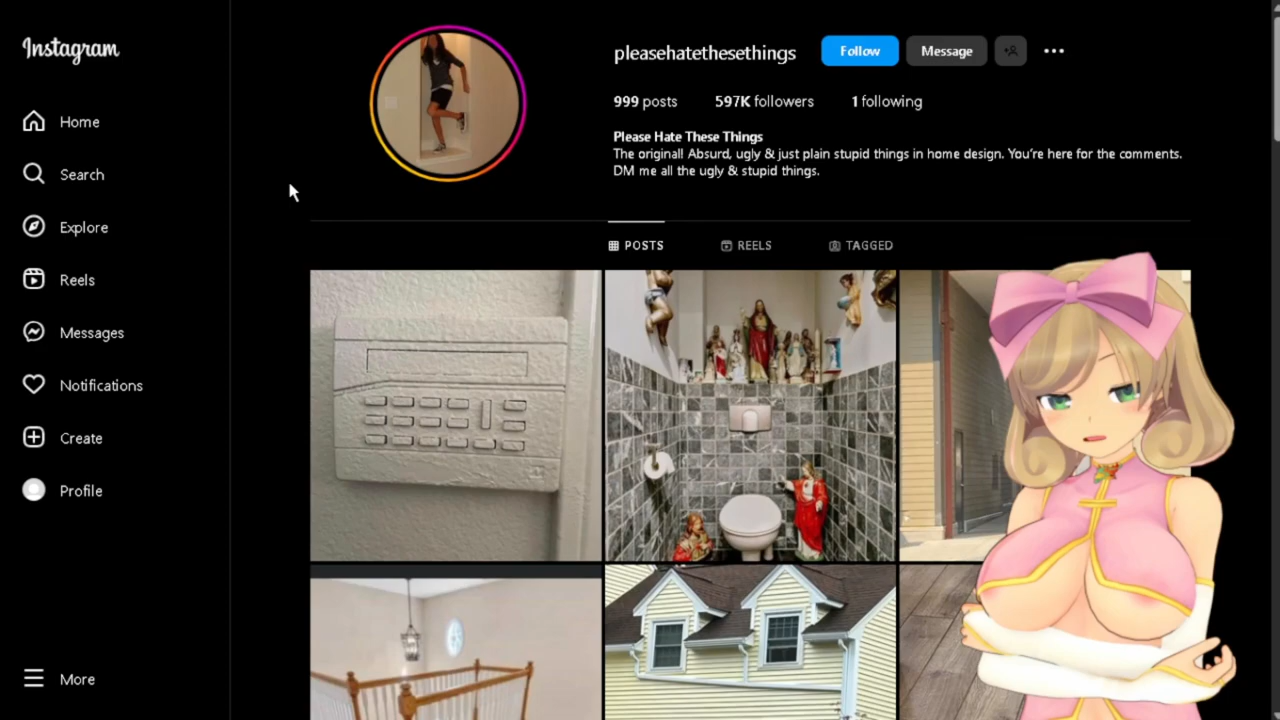 Instagram
Home
Search
Explore
Reels
Messages
Notifications
Create
Profile
More
pleasehatethesethings
Follow
Message
999 posts
597K followers
1 following
Please Hate These Things
The original! Absurd, ugly & just plain stupid things in home design. You're here for the comments.
DM me all the ugly & stupid things.
POSTS
REELS
TAGGED